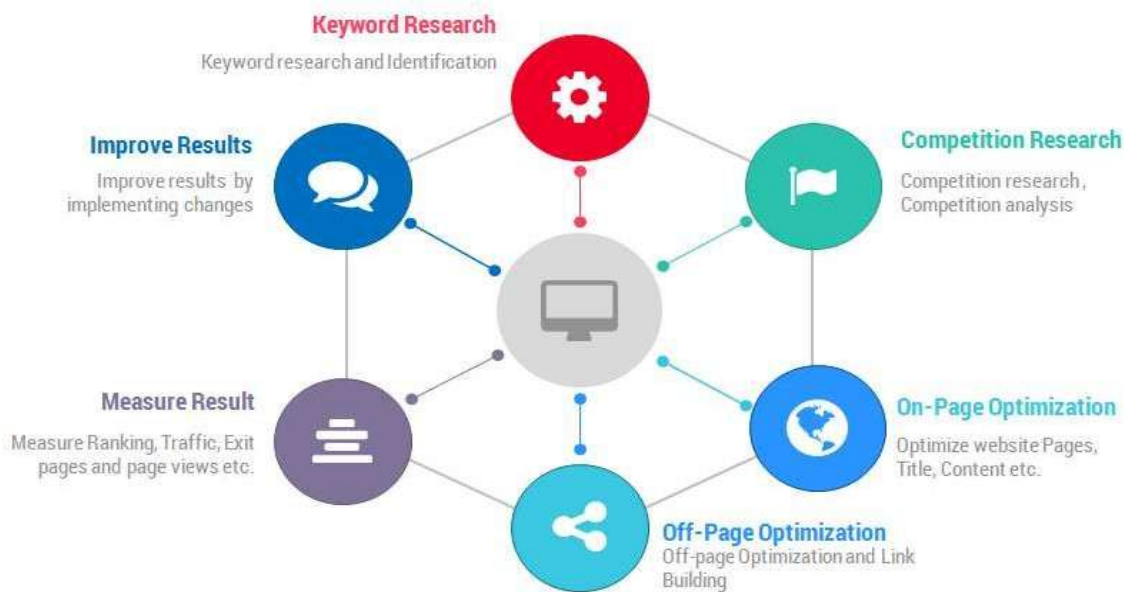 Keyword Research
Keyword research and Identification
Competition Research
Competition research,
Competition analysis
On-Page Optimization
Optimize website Pages,
Title, Content etc.
Off-Page Optimization
Off-page Optimization and Link
Building
Measure Result
Measure Ranking, Traffic, Exit
pages and page views etc.
Improve Results
Improve results by
implementing changes